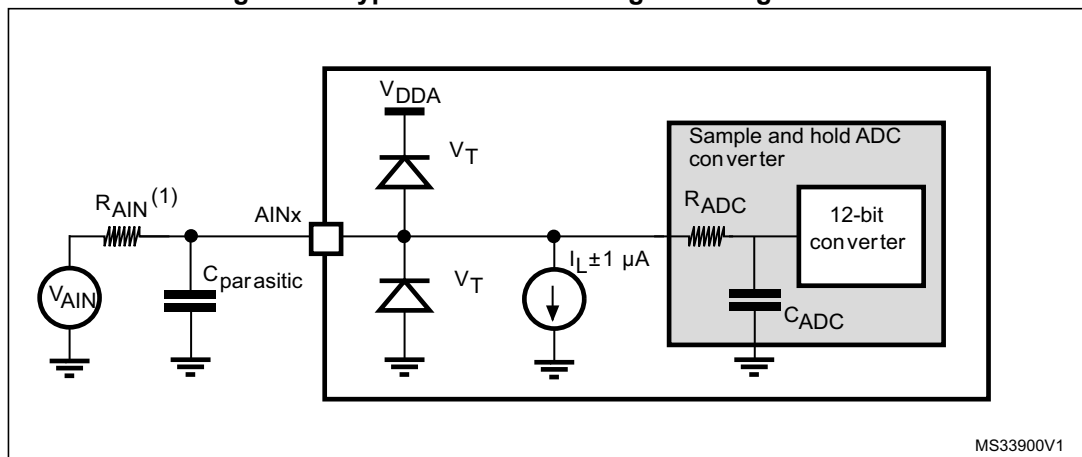 V_DDA
V_T
Sample and hold ADC
converter
R_AIN (1)
AINx
R_ADC
12-bit
converter
V_AIN
C_parasitic
V_T
I_L±1 µA
C_ADC
MS33900V1